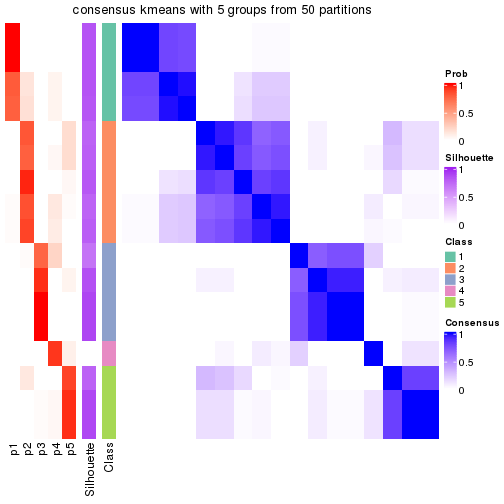 consensus kmeans with 5 groups from 50 partitions
Prob
1
0.5
0
Silhouette
1
0.5
0
Class
1
2
3
4
5
Consensus
1
0.5
0
p1
p2
p3
p4
p5
Silhouette
Class